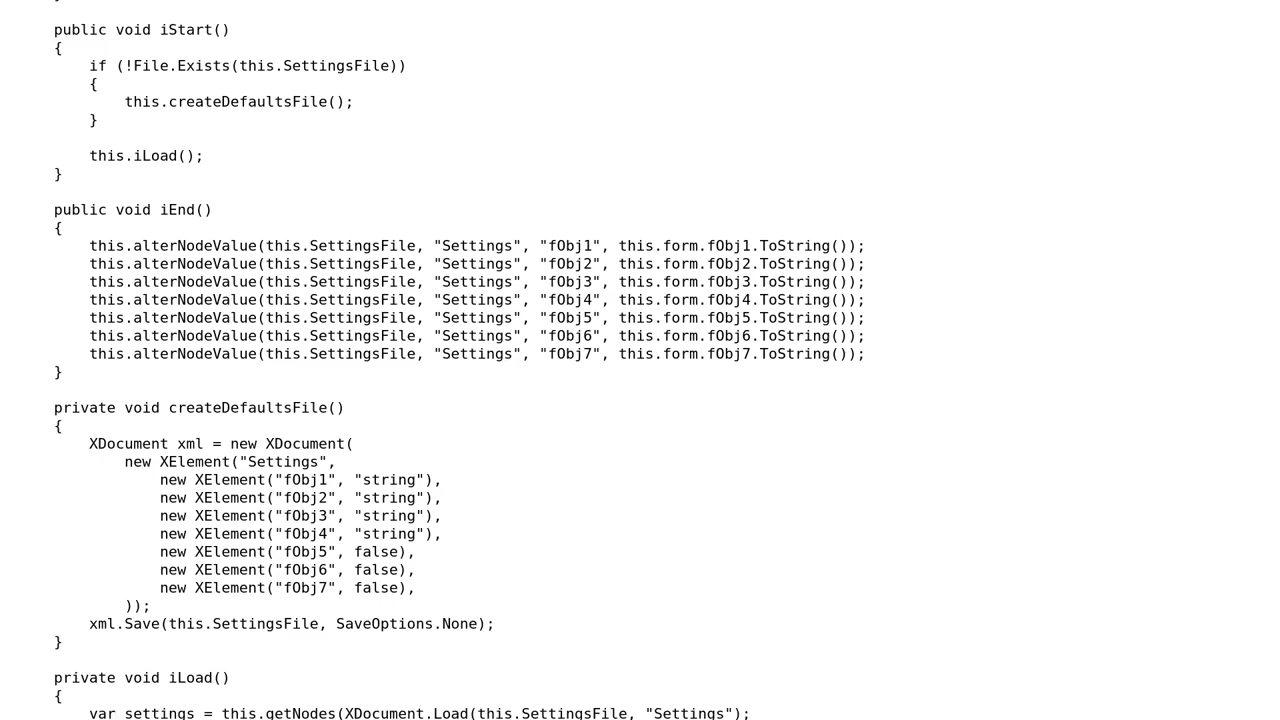 public void iStart()
{
if (!File.Exists(this.SettingsFile))
{
this.createDefaultsFile();
}
this.iLoad();
}
public void iEnd()
{
this.alterNodeValue(this.SettingsFile, "Settings", "fObj1", this.form.fObj1.ToString());
this.alterNodeValue(this.SettingsFile, "Settings", "fObj2", this.form.fObj2.ToString());
this.alterNodeValue(this.SettingsFile, "Settings", "fObj3", this.form.fObj3.ToString());
this.alterNodeValue(this.SettingsFile, "Settings", "fObj4", this.form.fObj4.ToString());
this.alterNodeValue(this.SettingsFile, "Settings", "fObj5", this.form.fObj5.ToString());
this.alterNodeValue(this.SettingsFile, "Settings", "fObj6", this.form.fObj6.ToString());
this.alterNodeValue(this.SettingsFile, "Settings", "fObj7", this.form.fObj7.ToString());
}
private void createDefaultsFile()
{
XDocument xml = new XDocument(
new XElement("Settings",
new XElement("fObj1", "string"),
new XElement("fObj2", "string"),
new XElement("fObj3", "string"),
new XElement("fObj4", "string"),
new XElement("fObj5", false),
new XElement("fObj6", false),
new XElement("fObj7", false),
));
xml.Save(this.SettingsFile, SaveOptions.None);
}
private void iLoad()
{
var settings = this.getNodes(XDocument.Load(this.SettingsFile, "Settings");